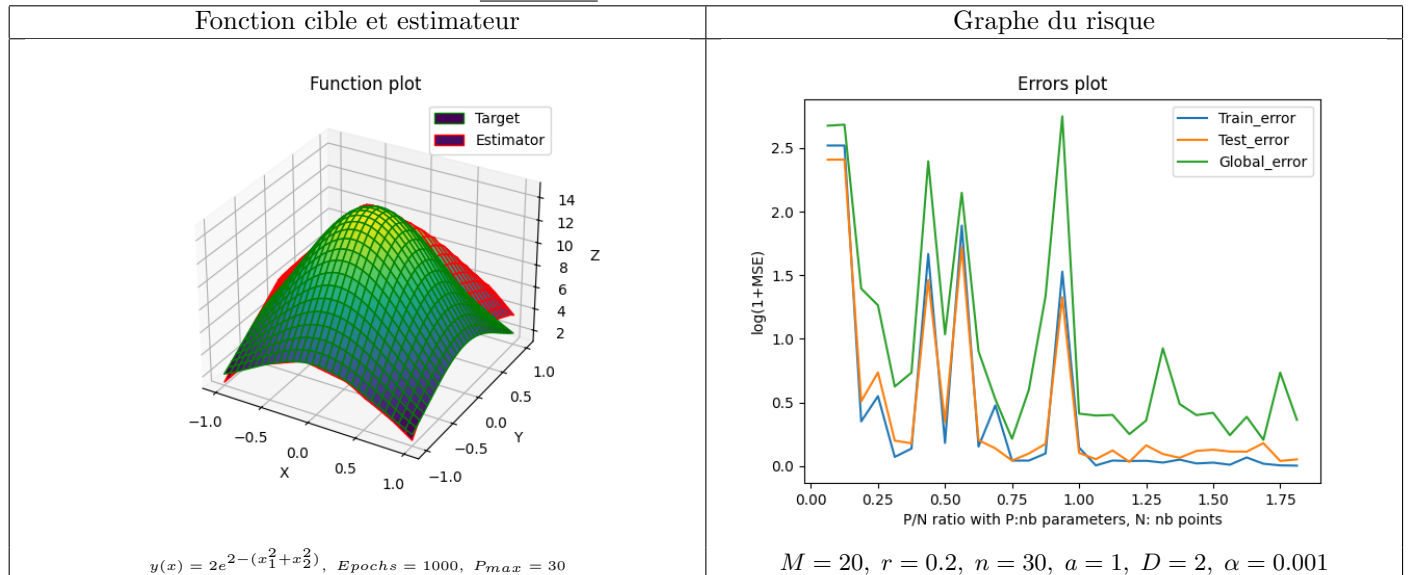 Fonction cible et estimateur
Graphe du risque
Function plot
Target
Estimator
14
12
10
8
6
4
2
Z
−1.0
−0.5
0.0
0.5
1.0
X
1.0
0.5
0.0
−0.5
−1.0
Y
y(x) = 2e^{2−(x_1^2+x_2^2)}, Epochs = 1000, P_{max} = 30
Errors plot
Train_error
Test_error
Global_error
2.5
2.0
1.5
1.0
0.5
0.0
log(1+MSE)
0.00 0.25 0.50 0.75 1.00 1.25 1.50 1.75
P/N ratio with P:nb parameters, N: nb points
M = 20, r = 0.2, n = 30, a = 1, D = 2, α = 0.001